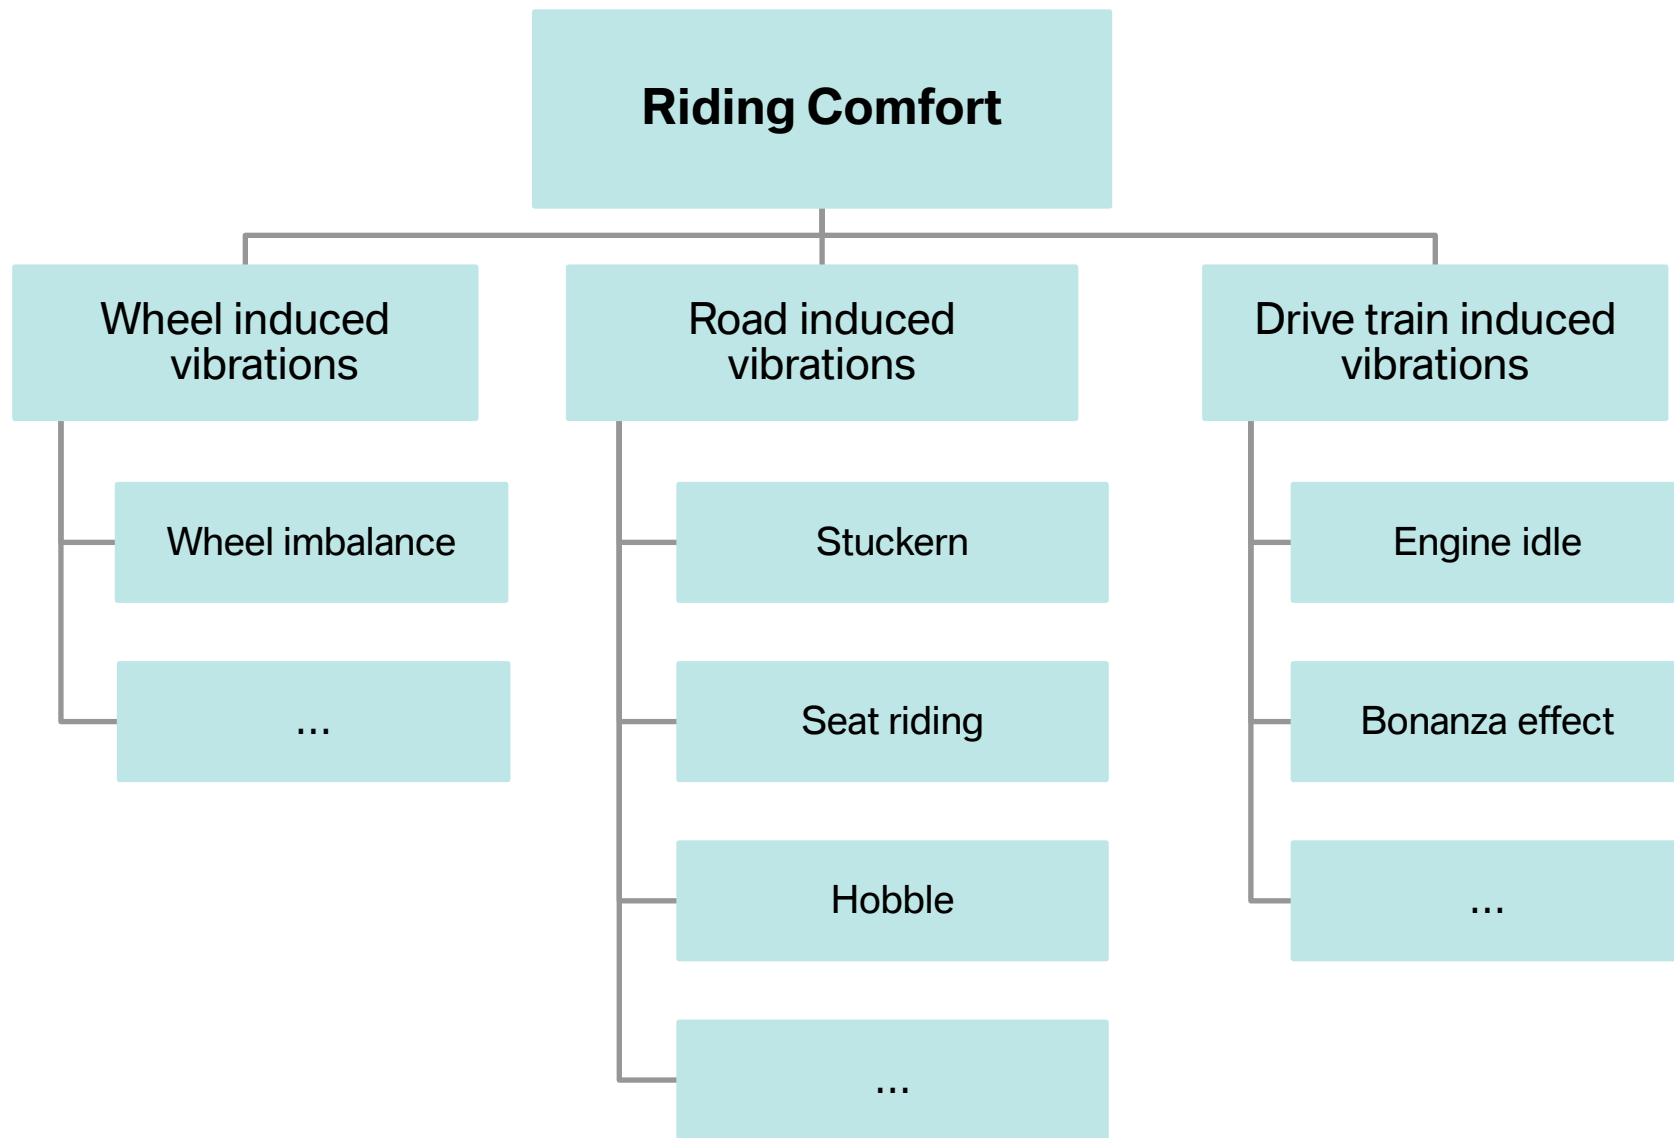 Riding Comfort
Wheel induced
vibrations
Wheel imbalance
...
Road induced
vibrations
Stuckern
Seat riding
Hobble
...
Drive train induced
vibrations
Engine idle
Bonanza effect
...